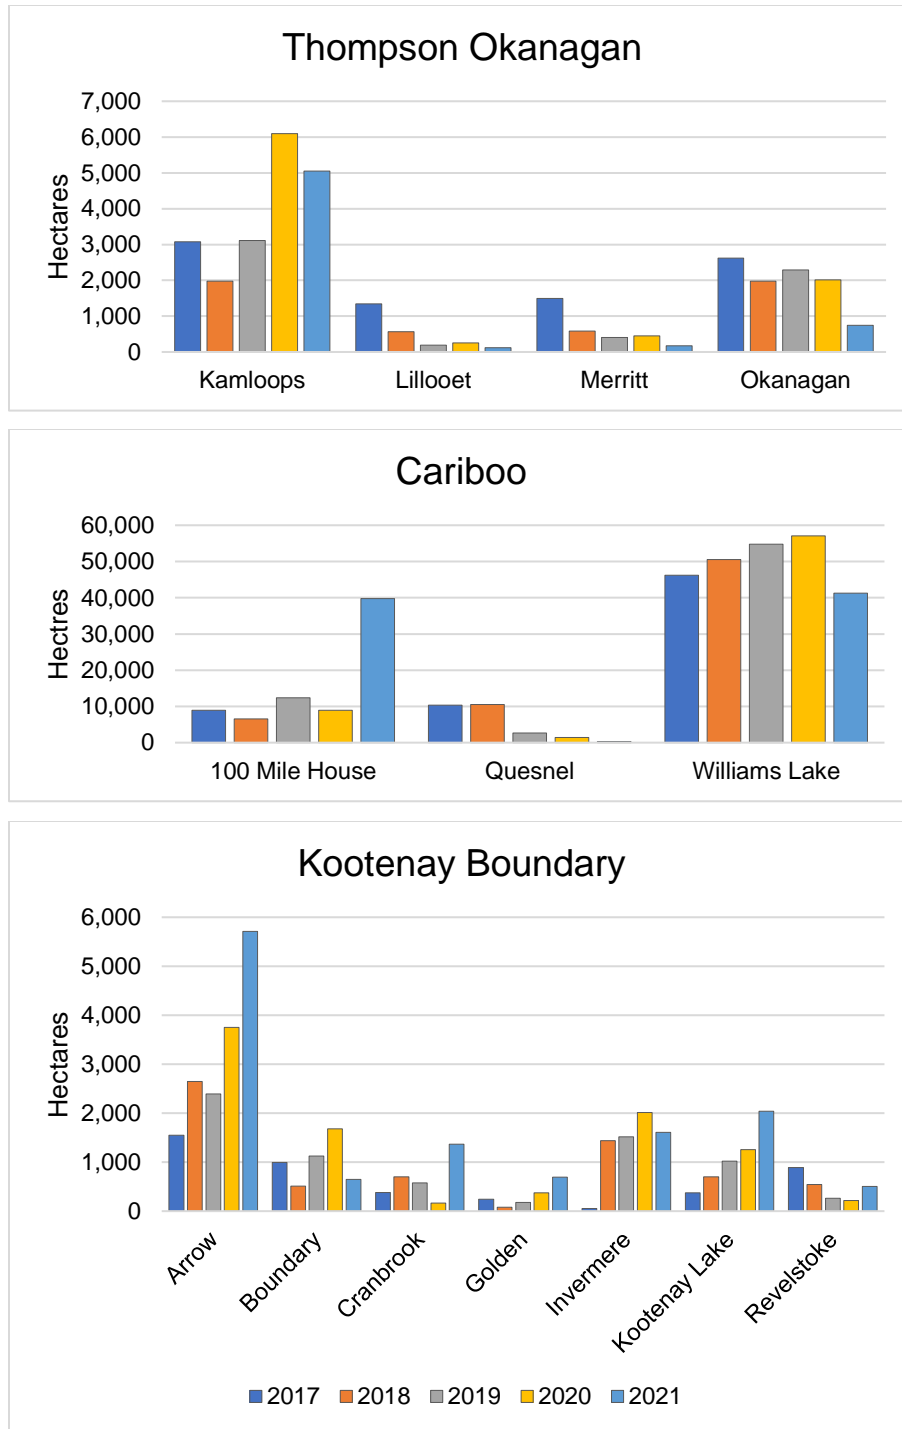 Thompson Okanagan
7,000
6,000
5,000
4,000
3,000
2,000
1,000
0
Hectares
Kamloops Lillooet Merritt Okanagan
Cariboo
60,000
50,000
40,000
30,000
20,000
10,000
0
Hectres
100 Mile House Quesnel Williams Lake
Kootenay Boundary
6,000
5,000
4,000
3,000
2,000
1,000
0
Hectares
Arrow Boundary Cranbrook Golden Invermere Kootenay Lake Revelstoke
2017 2018 2019 2020 2021